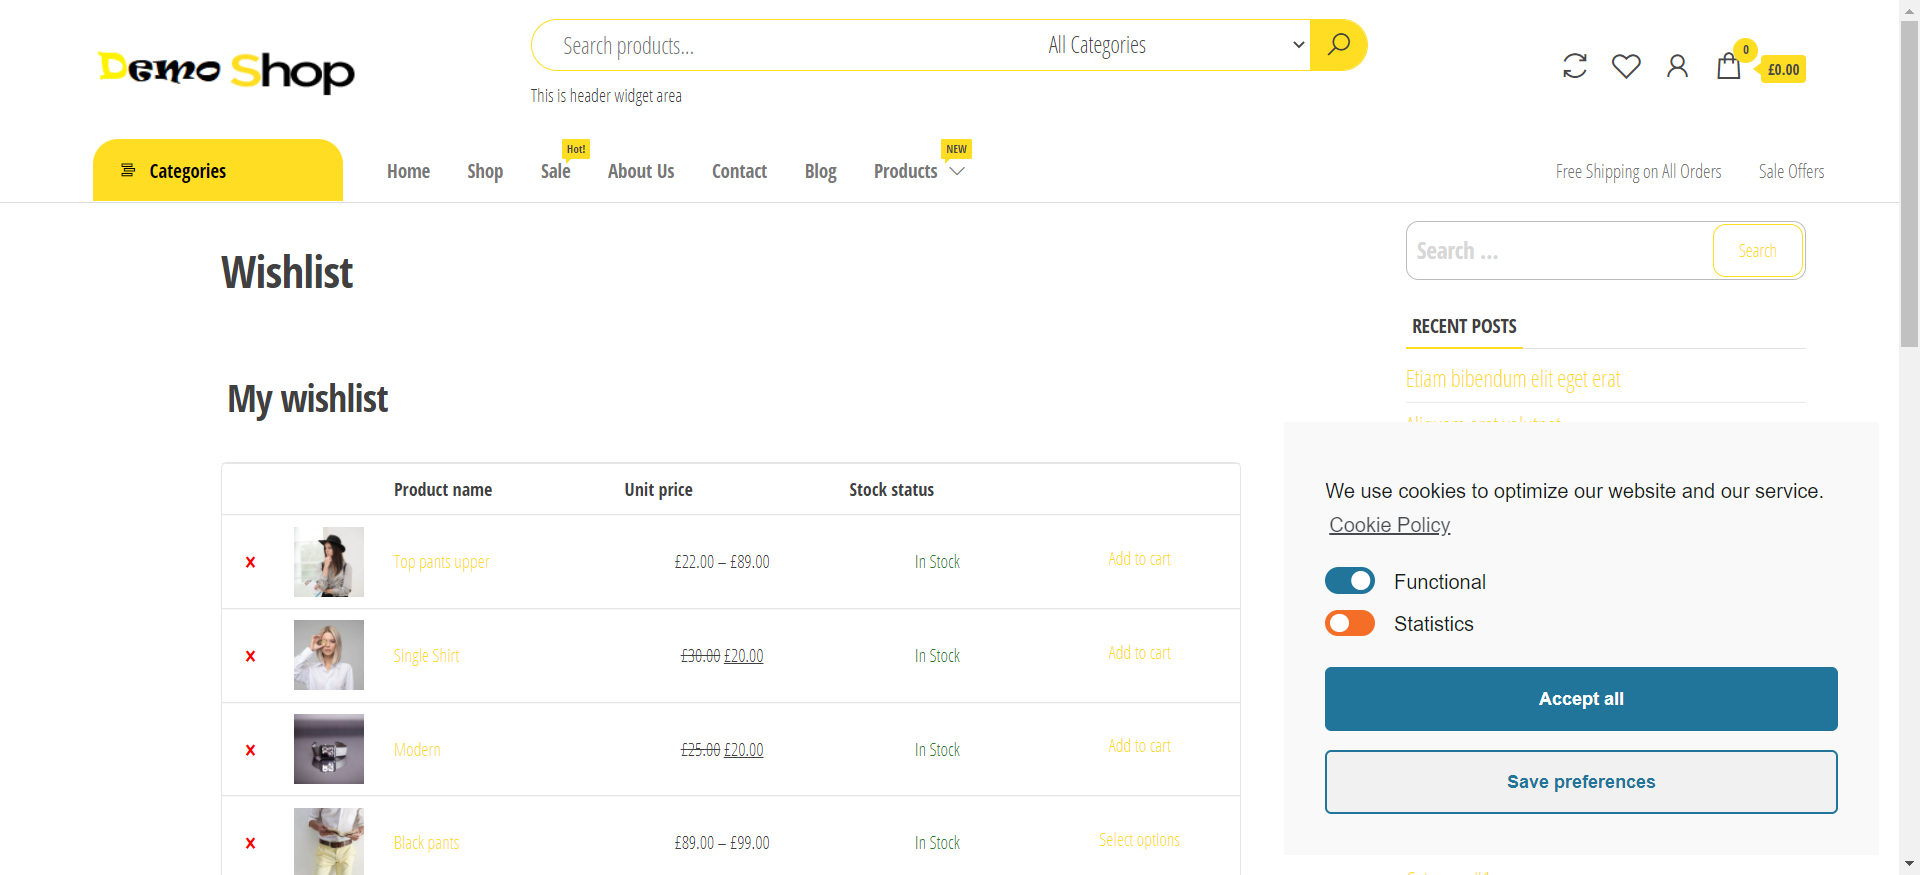 Demo Shop
Search products...
All Categories
This is header widget area
0
£0.00
Categories
Home
Shop
Sale
Hot!
About Us
Contact
Blog
Products
NEW
Free Shipping on All Orders
Sale Offers
Wishlist
Search ...
Search
RECENT POSTS
Etiam bibendum elit eget erat
My wishlist
Product name Unit price Stock status
Top pants upper £22.00 – £89.00 In Stock Add to cart
Single Shirt £30.00 £20.00 In Stock Add to cart
Modern £25.00 £20.00 In Stock Add to cart
Black pants £89.00 – £99.00 In Stock Select options
We use cookies to optimize our website and our service.
Cookie Policy
Functional
Statistics
Accept all
Save preferences